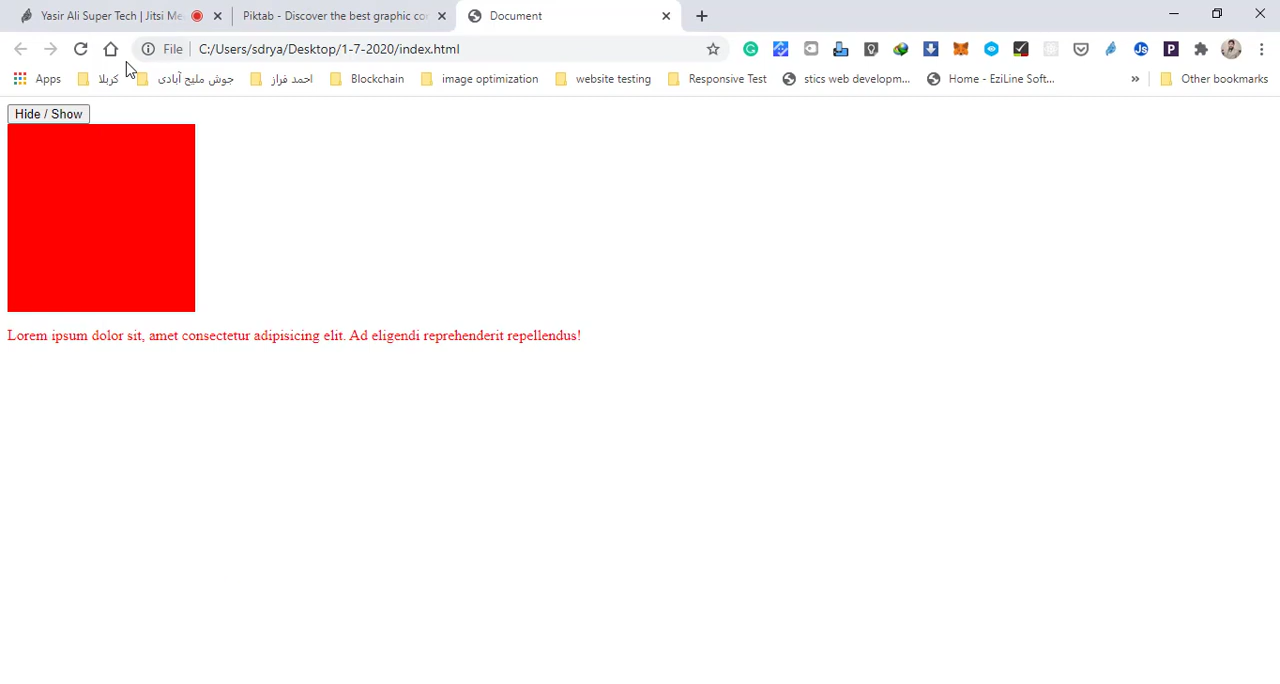 Yasir Ali Super Tech | Jitsi Me
Piktab - Discover the best graphic co
Document
File
C:/Users/sdrya/Desktop/1-7-2020/index.html
Apps
کربلا
جوش ملیح آبادی
احمد فراز
Blockchain
image optimization
website testing
Responsive Test
stics web developm...
Home - EziLine Soft...
»
Other bookmarks
Hide / Show
Lorem ipsum dolor sit, amet consectetur adipisicing elit. Ad eligendi reprehenderit repellendus!